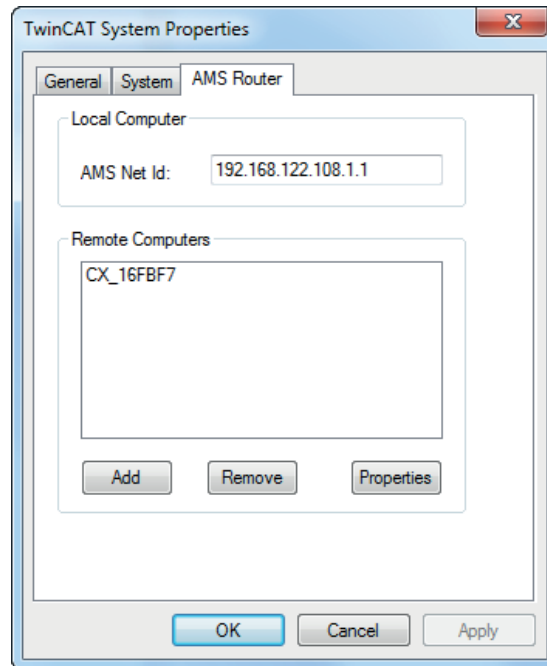 TwinCAT System Properties
General System AMS Router
Local Computer
AMS Net Id: 192.168.122.108.1.1
Remote Computers
CX_16FBF7
Add Remove Properties
OK Cancel Apply